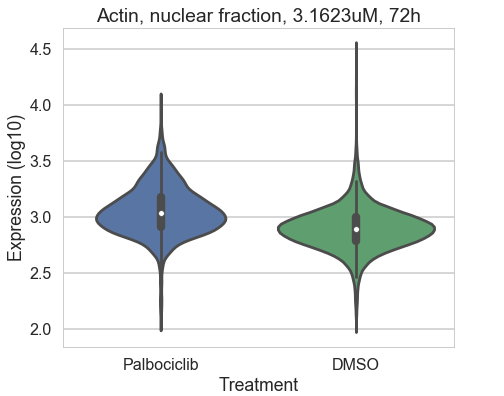 Actin, nuclear fraction, 3.1623uM, 72h
Expression (log10)
4.5
4.0
3.5
3.0
2.5
2.0
Palbociclib DMSO
Treatment